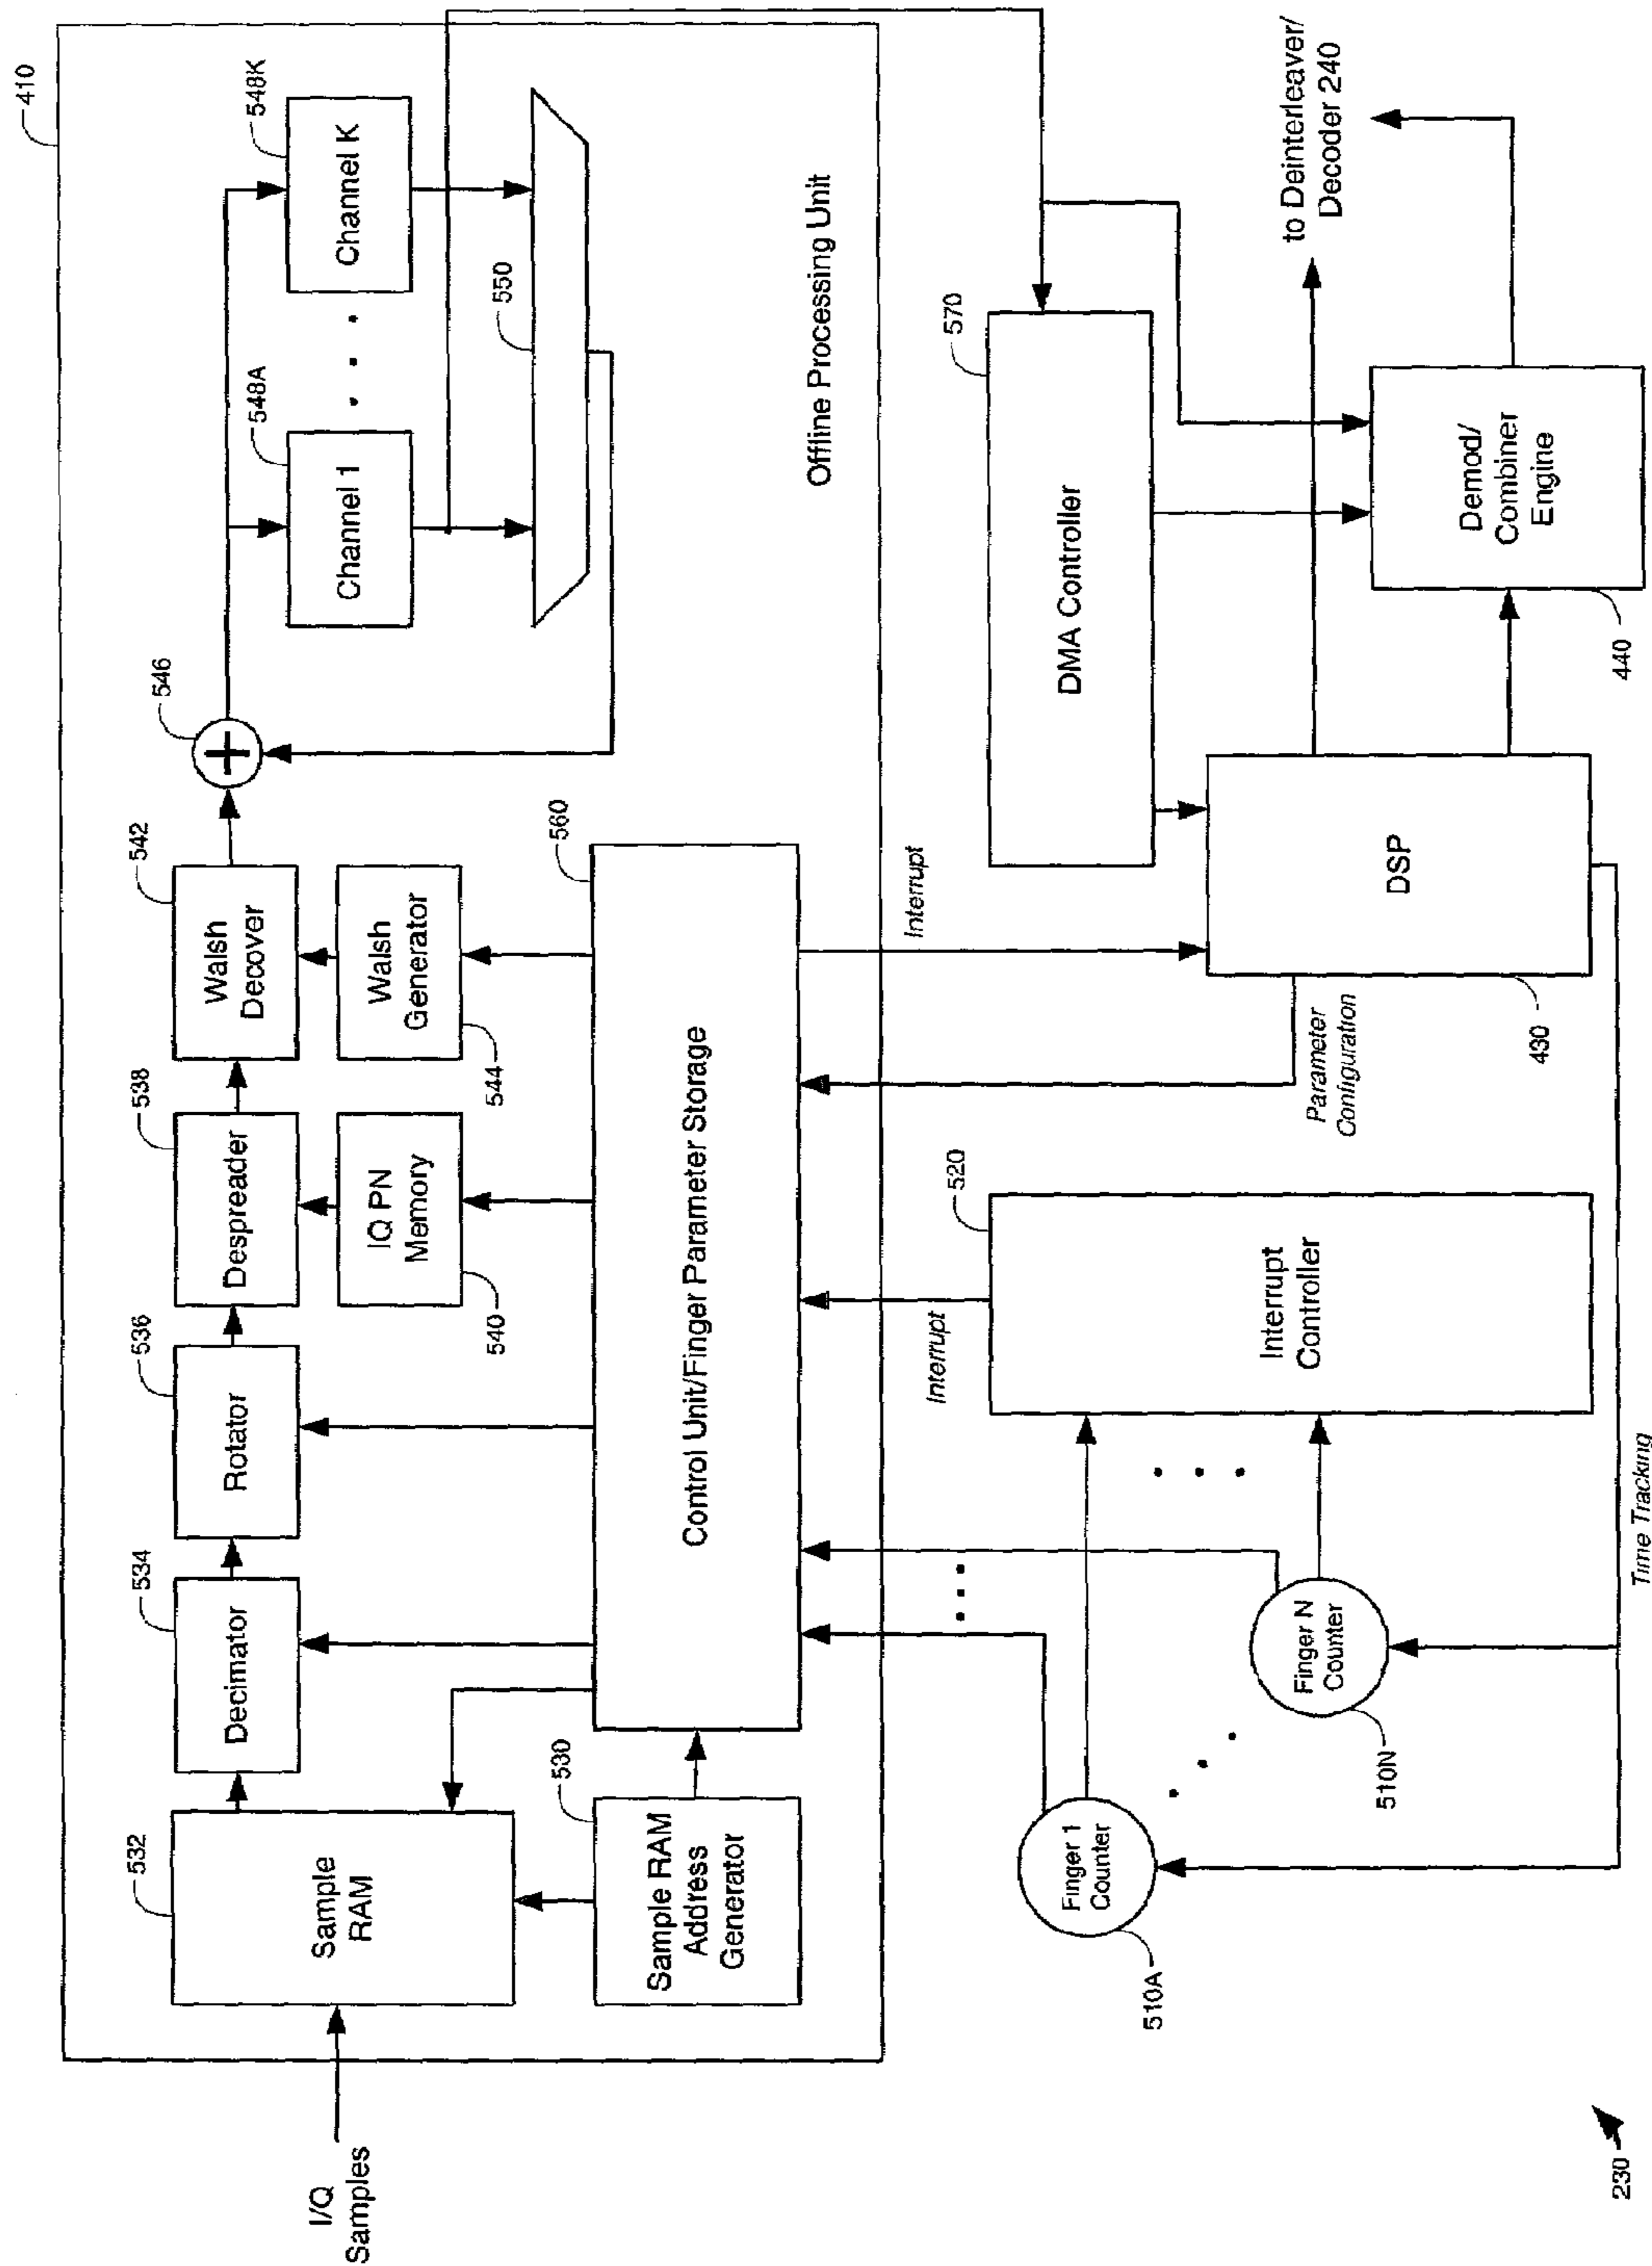 410
532
534
536
538
542
546
548A
548K
I/Q
Samples
Sample
RAM
Decimator
Rotator
Despreader
Walsh
Decover
Channel 1
. . .
Channel K
IQ PN
Memory
Walsh
Generator
540
544
550
530
560
Sample RAM
Address
Generator
Control Unit/Finger Parameter Storage
Offline Processing Unit
Interrupt
Interrupt
. . .
520
570
Finger 1
Counter
510A
. . .
. . .
Interrupt
Controller
Parameter
Configuration
DMA Controller
Finger N
Counter
510N
DSP
430
to Deinterleaver/
Decoder 240
Demod/
Combiner
Engine
440
Time Tracking
230